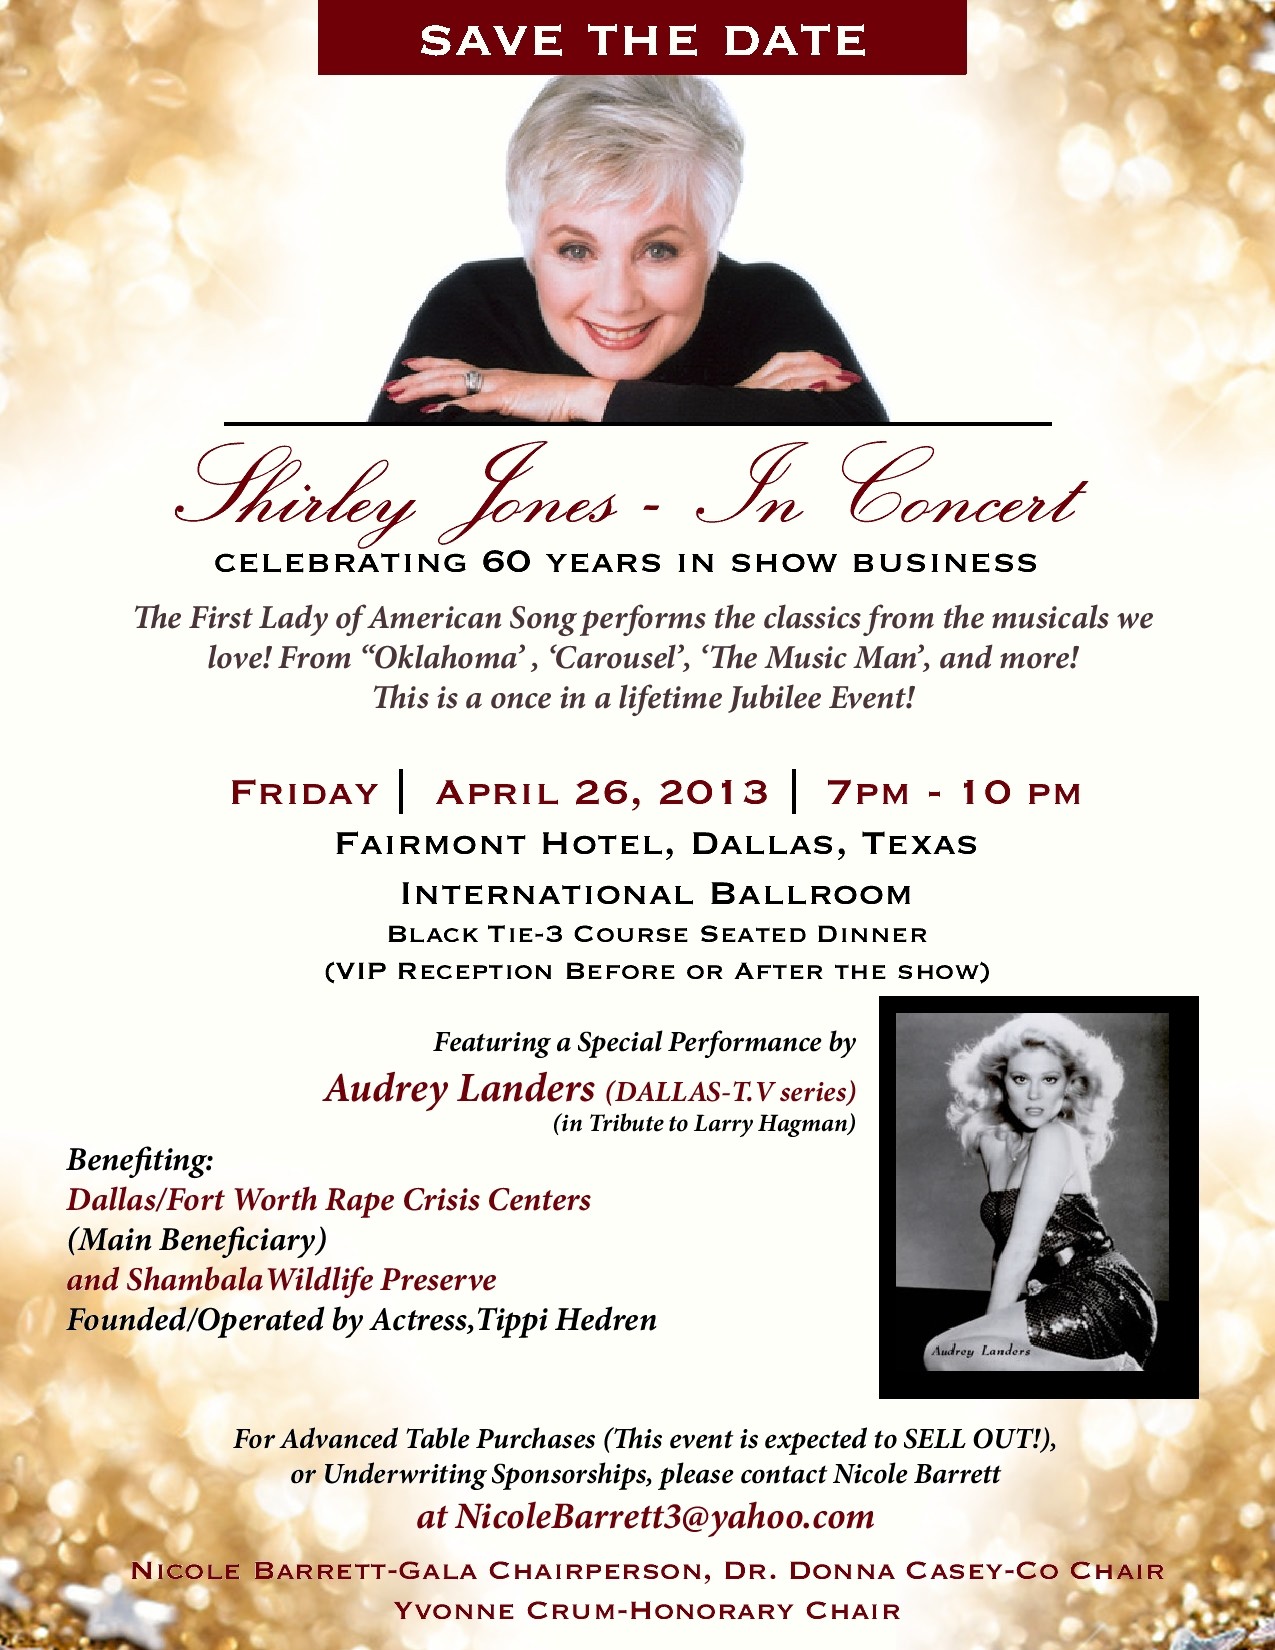 SAVE THE DATE
Shirley Jones - In Concert
CELEBRATING 60 YEARS IN SHOW BUSINESS
The First Lady of American Song performs the classics from the musicals we
love! From “Oklahoma’ , ‘Carousel’, ‘The Music Man’, and more!
This is a once in a lifetime Jubilee Event!
FRIDAY | APRIL 26, 2013 | 7PM - 10 PM
FAIRMONT HOTEL, DALLAS, TEXAS
INTERNATIONAL BALLROOM
BLACK TIE-3 COURSE SEATED DINNER
(VIP RECEPTION BEFORE OR AFTER THE SHOW)
Featuring a Special Performance by
Audrey Landers (DALLAS-T.V series)
(in Tribute to Larry Hagman)
Benefiting:
Dallas/Fort Worth Rape Crisis Centers
(Main Beneficiary)
and Shambala Wildlife Preserve
Founded/Operated by Actress,Tippi Hedren
Audrey Landers
For Advanced Table Purchases (This event is expected to SELL OUT!),
or Underwriting Sponsorships, please contact Nicole Barrett
at NicoleBarrett3@yahoo.com
NICOLE BARRETT-GALA CHAIRPERSON, DR. DONNA CASEY-CO CHAIR
YVONNE CRUM-HONORARY CHAIR